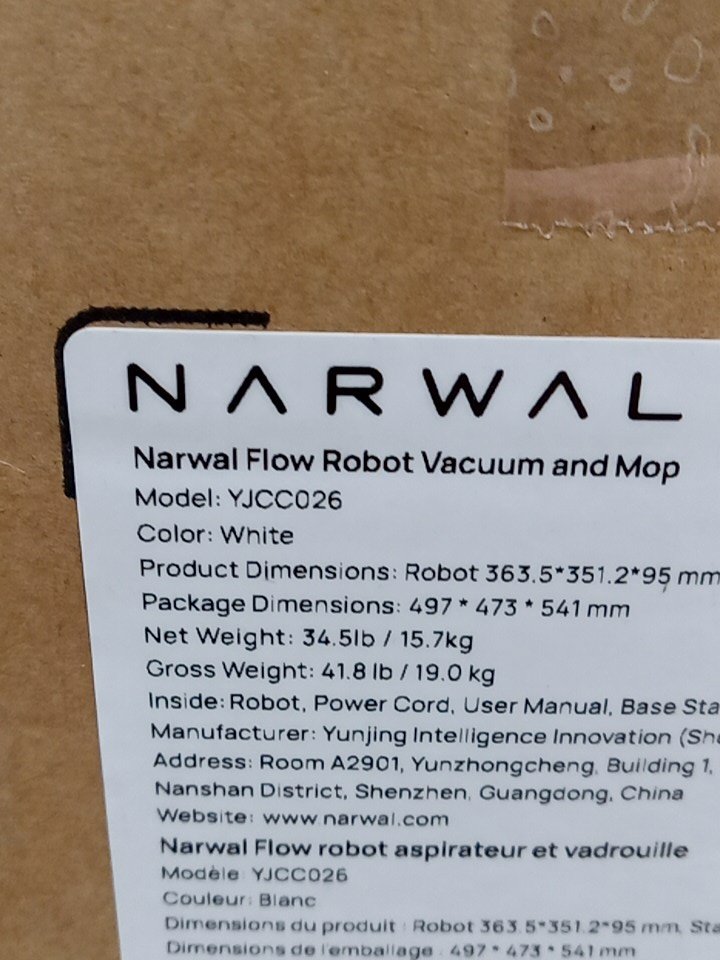 NARWAL
Narwal Flow Robot Vacuum and Mop
Model: YJCC026
Color: White
Product Dimensions: Robot 363.5*351.2*95 mm
Package Dimensions: 497 * 473 * 541 mm
Net Weight: 34.5lb / 15.7kg
Gross Weight: 41.8 lb / 19.0 kg
Inside: Robot, Power Cord, User Manual, Base Sta
Manufacturer: Yunjing Intelligence Innovation (She
Address: Room A2901, Yunzhongcheng, Building 1,
Nanshan District, Shenzhen, Guangdong, China
Website: www.narwal.com
Narwal Flow robot aspirateur et vadrouille
Modèle: YJCC026
Couleur: Blanc
Dimensions du produit : Robot 363.5*351.2*95 mm, Sta
Dimensions de l'emballage : 497 * 473 * 541 mm